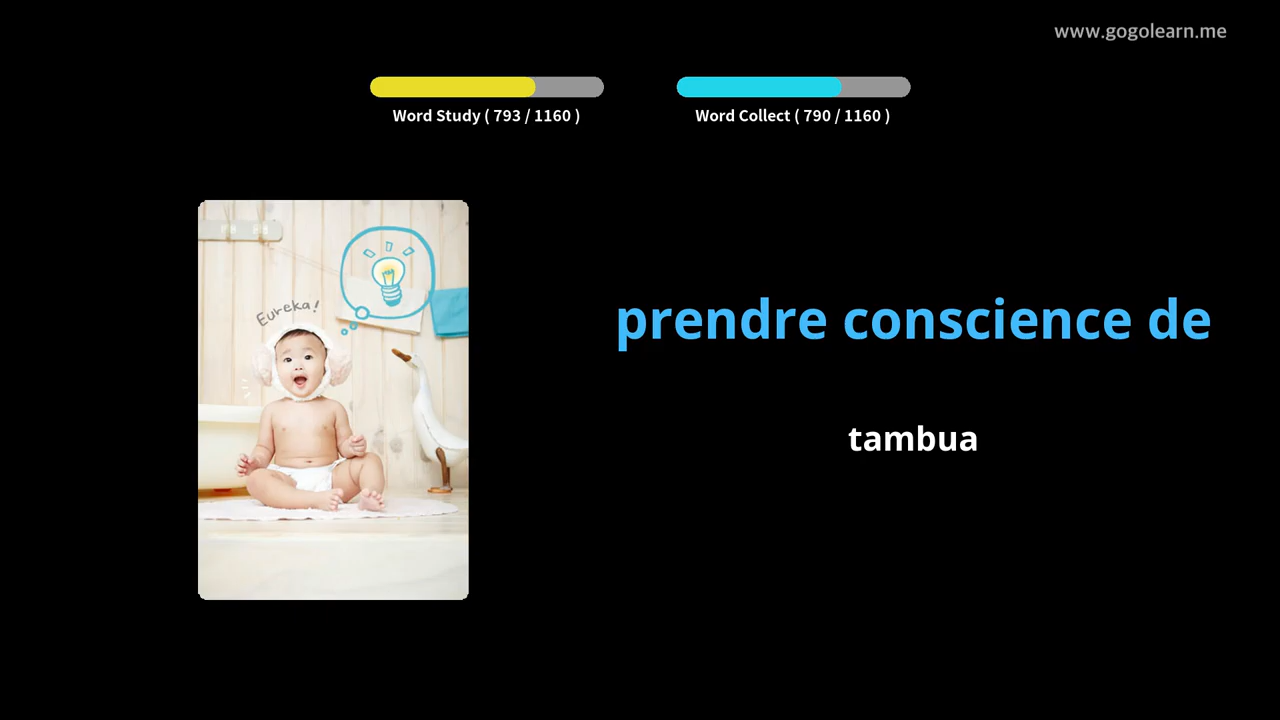 www.gogolearn.me
Word Study ( 793 / 1160 )
Word Collect ( 790 / 1160 )
Eureka!
prendre conscience de
tambua